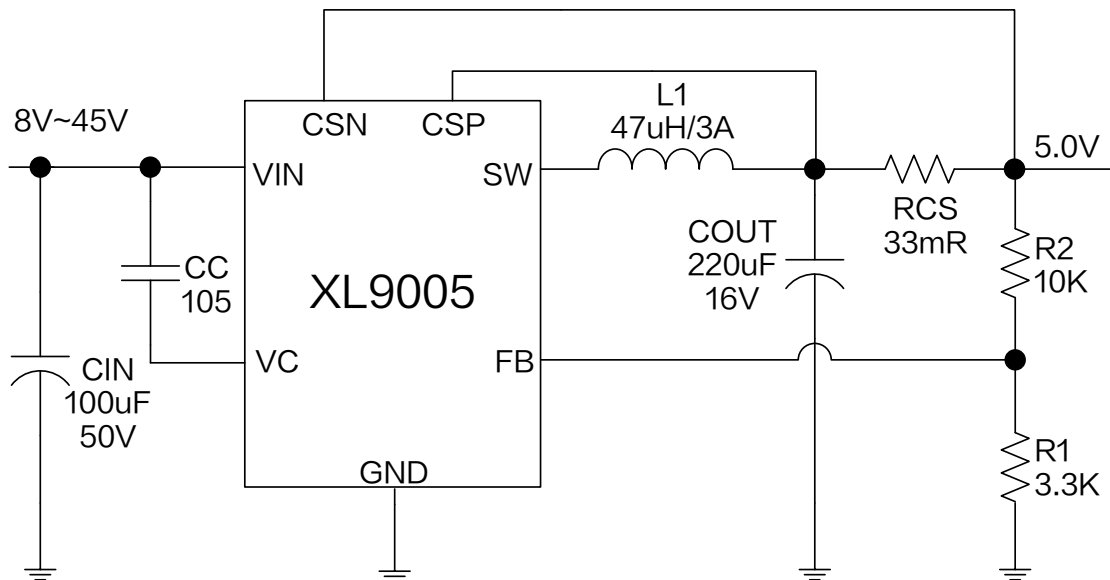 8V~45V
CSN
CSP
L1
47uH/3A
5.0V
VIN
SW
RCS
33mR
COUT
220uF
16V
R2
10K
CC
105
XL9005
VC
FB
CIN
100uF
50V
GND
R1
3.3K